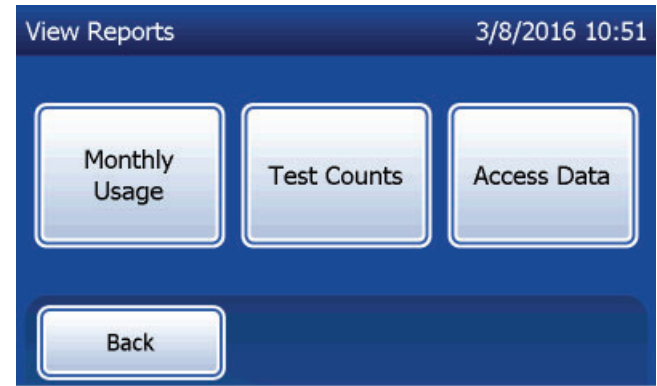 View Reports 3/8/2016 10:51
Monthly
Usage
Test Counts
Access Data
Back